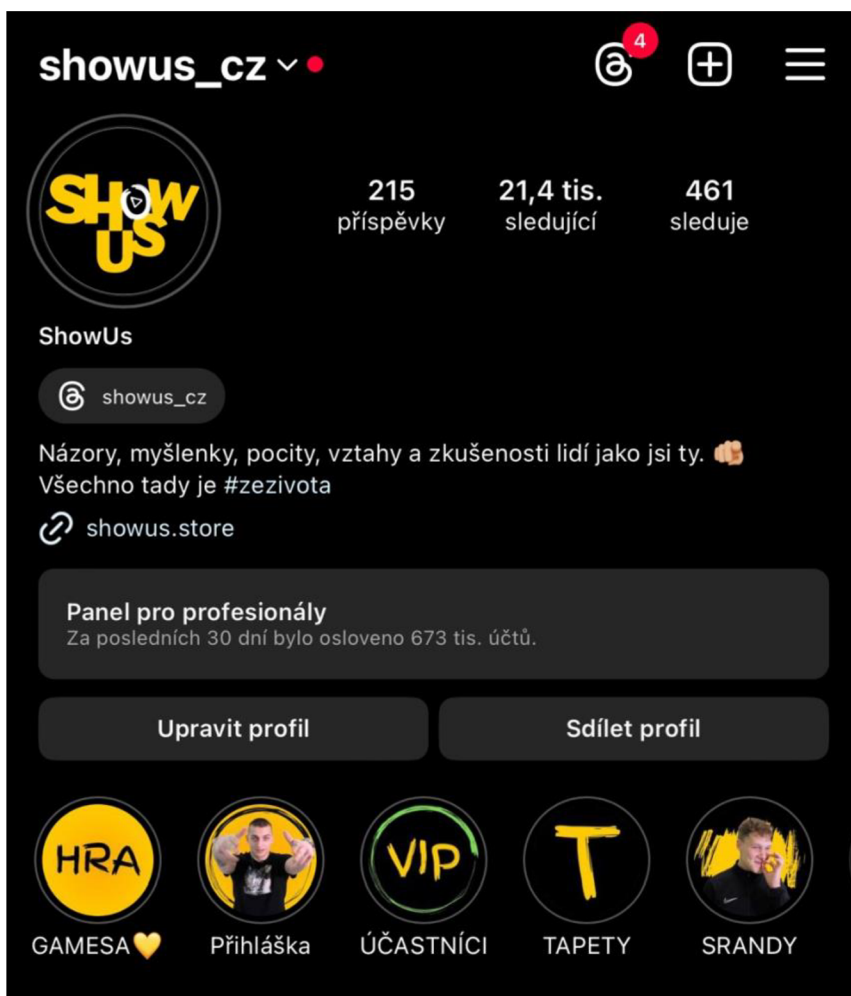 showus_cz
4
SHOW
US
215
příspěvky
21,4 tis.
sledující
461
sleduje
ShowUs
showus_cz
Názory, myšlenky, pocity, vztahy a zkušenosti lidí jako jsi ty. 🫵🏼
Všechno tady je #zezivota
showus.store
Panel pro profesionály
Za posledních 30 dní bylo osloveno 673 tis. účtů.
Upravit profil
Sdílet profil
HRA
VIP
T
GAMESA💛
Přihláška
ÚČASTNÍCI
TAPETY
SRANDY